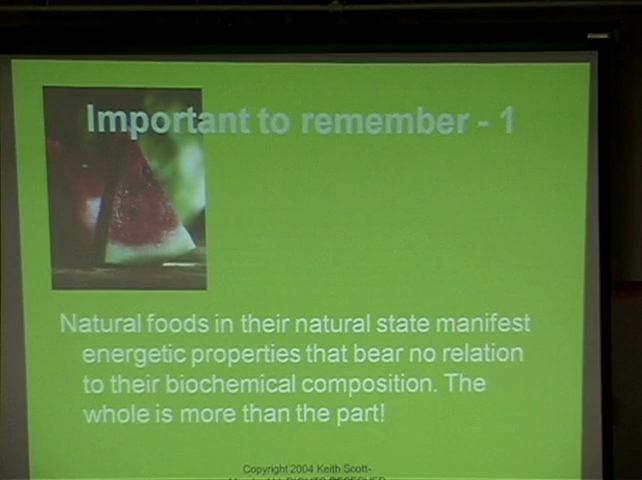 Important to remember - 1
Natural foods in their natural state manifest
energetic properties that bear no relation
to their biochemical composition. The
whole is more than the part!
Copyright 2004 Keith Scott-